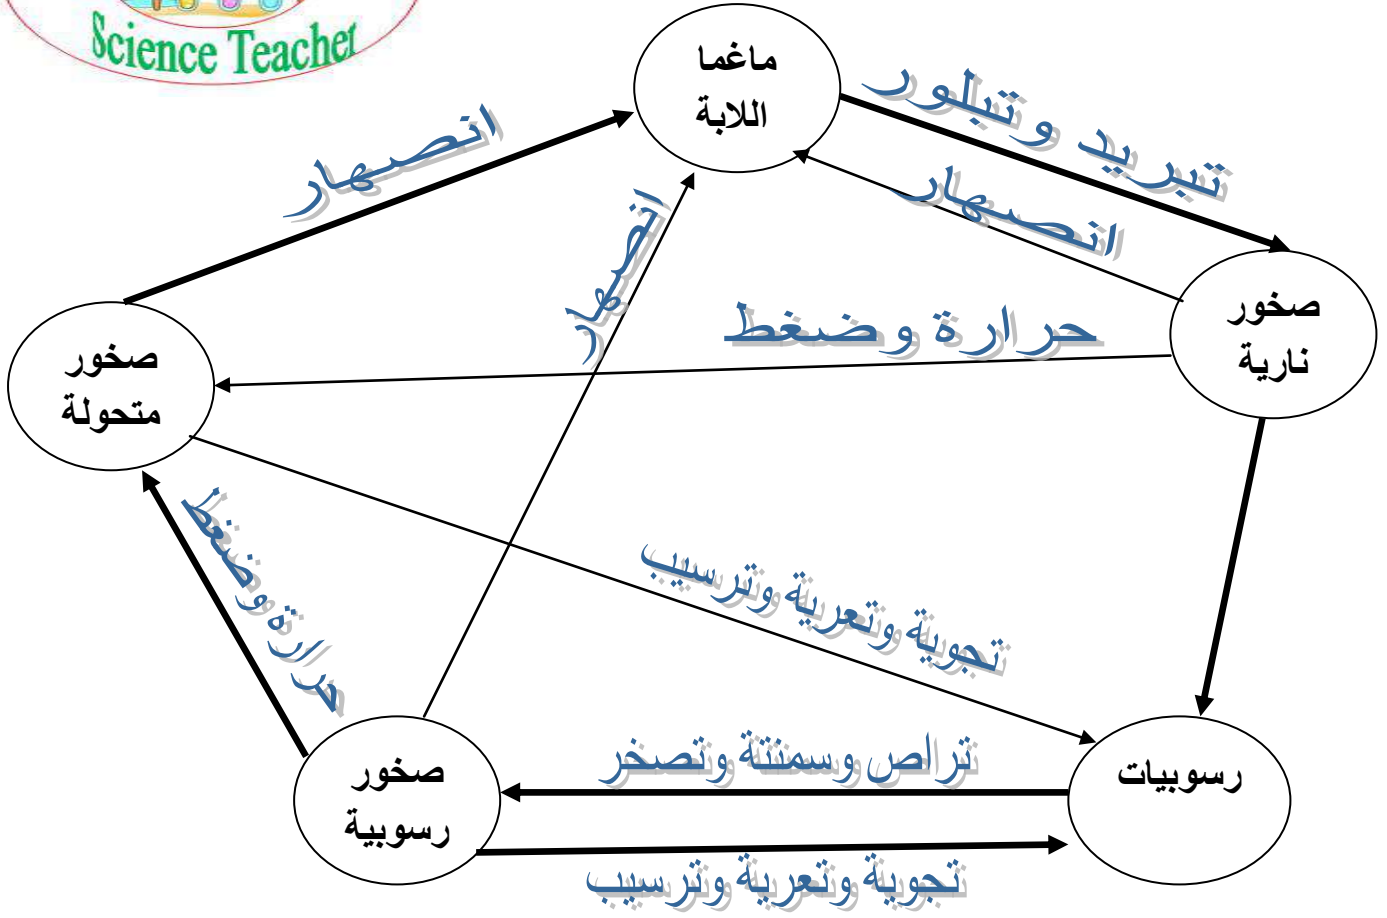 Science Teacher
ماغما
اللابة
تبريد وتبلور
انصهار
انصهار
انصهار
صخور
نارية
حرارة وضغط
صخور
متحولة
تجوية وتعرية وترسيب
حرارة وضغط
تراص وسمنتة وتصخر
رسوبيات
صخور
رسوبية
تجوية وتعرية وترسيب